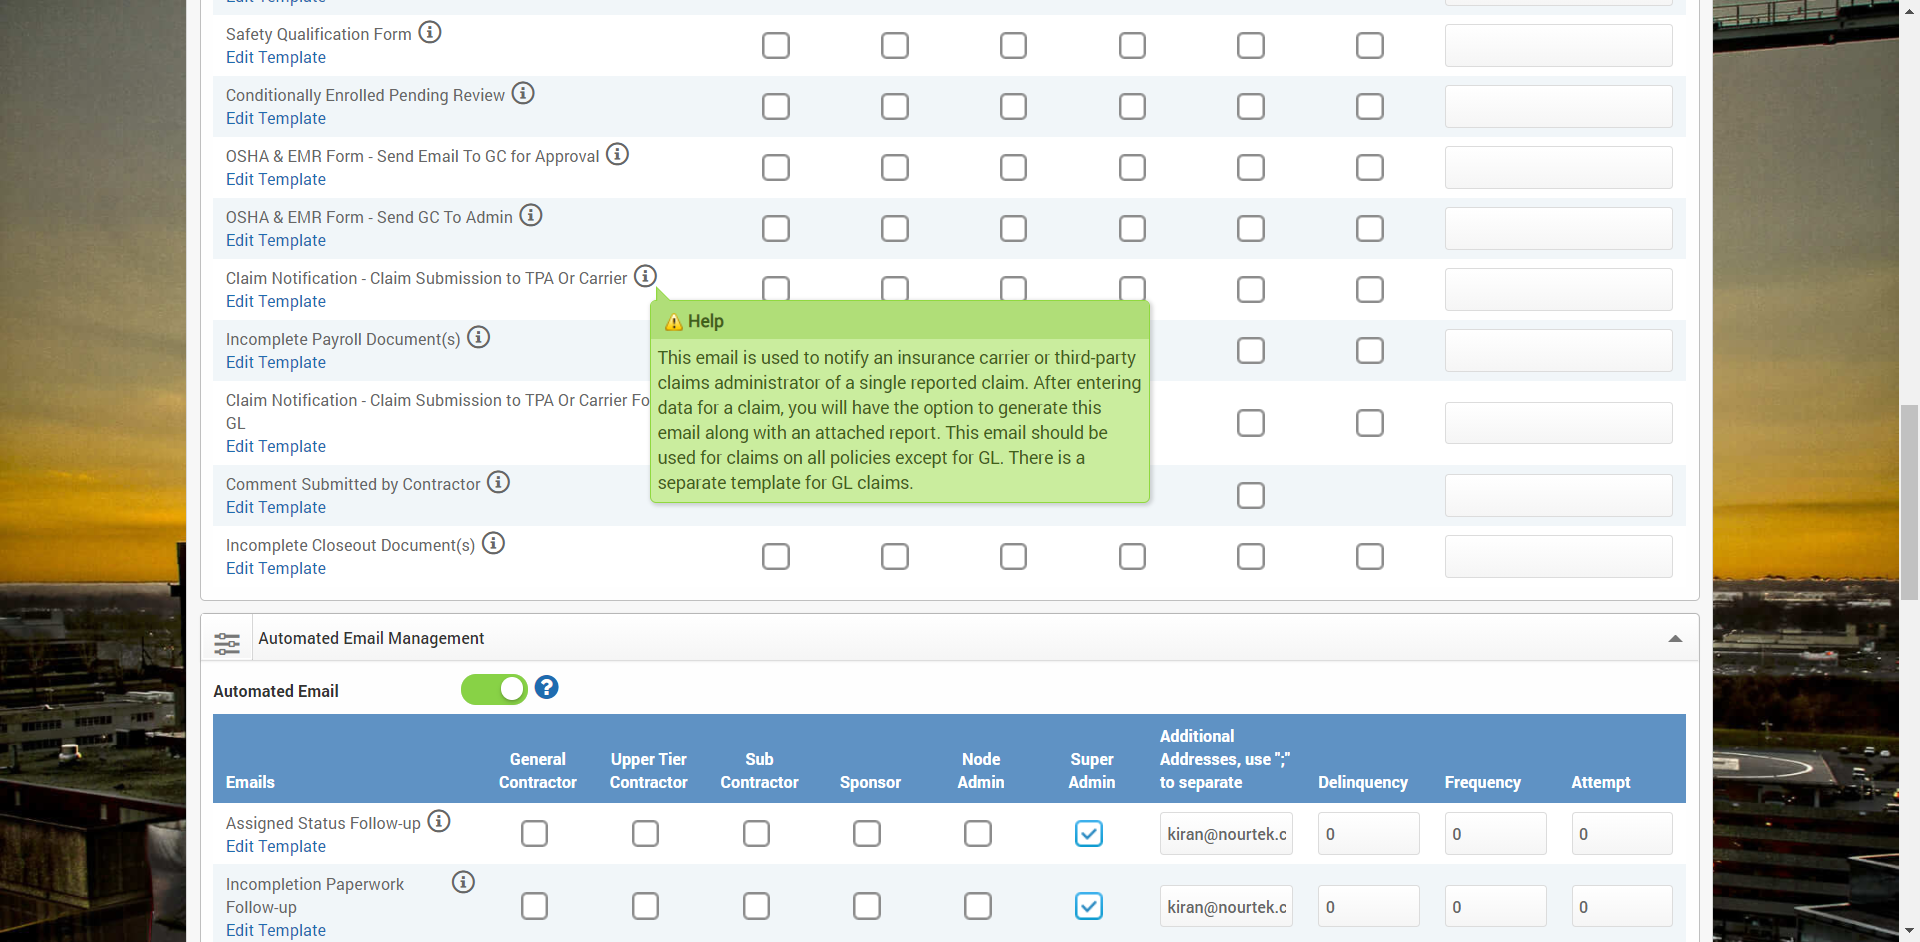 Edit Template
Safety Qualification Form
Edit Template
Conditionally Enrolled Pending Review
Edit Template
OSHA & EMR Form - Send Email To GC for Approval
Edit Template
OSHA & EMR Form - Send GC To Admin
Edit Template
Claim Notification - Claim Submission to TPA Or Carrier
Edit Template
Help
This email is used to notify an insurance carrier or third-party
claims administrator of a single reported claim. After entering
data for a claim, you will have the option to generate this
email along with an attached report. This email should be
used for claims on all policies except for GL. There is a
separate template for GL claims.
Incomplete Payroll Document(s)
Edit Template
Claim Notification - Claim Submission to TPA Or Carrier Fo
GL
Edit Template
Comment Submitted by Contractor
Edit Template
Incomplete Closeout Document(s)
Edit Template
Automated Email Management
Automated Email
Emails
General
Contractor
Upper Tier
Contractor
Sub
Contractor
Sponsor
Node
Admin
Super
Admin
Additional
Addresses, use ";"
to separate
Delinquency
Frequency
Attempt
Assigned Status Follow-up
Edit Template
kiran@nourtek.c
0
0
0
Incompletion Paperwork
Follow-up
Edit Template
kiran@nourtek.c
0
0
0